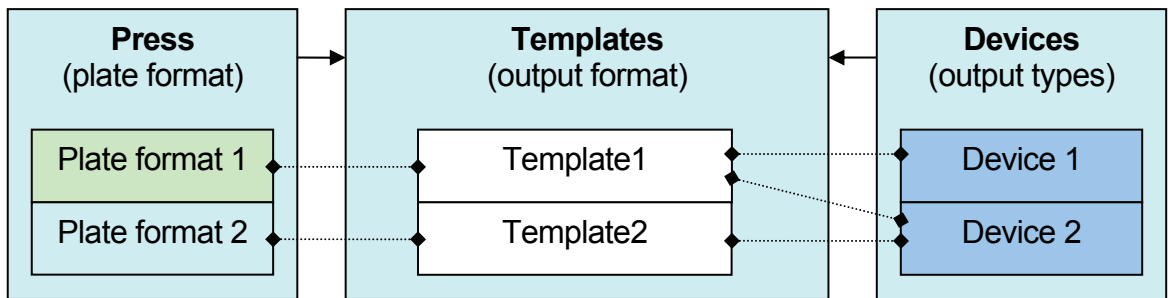 Press
(plate format)
Plate format 1
Plate format 2
Templates
(output format)
Template1
Template2
Devices
(output types)
Device 1
Device 2